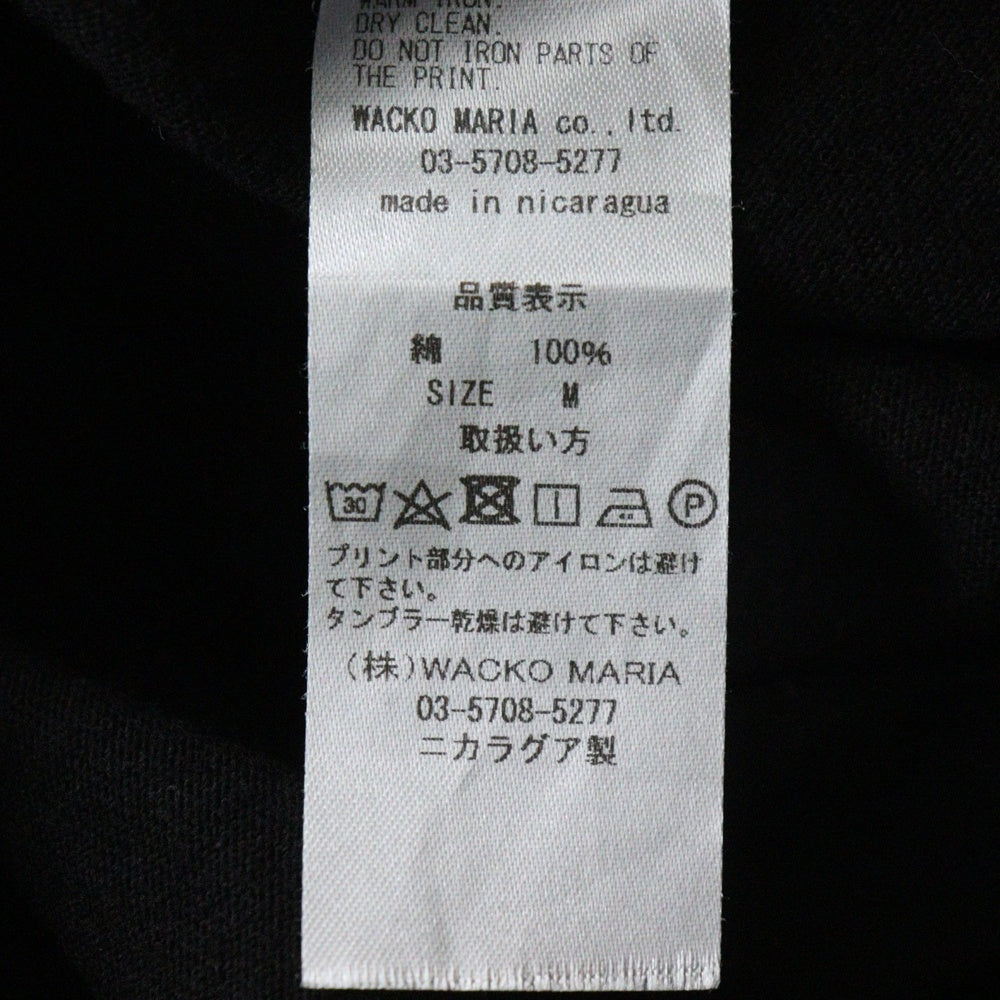 WARM IRON.
DRY CLEAN.
DO NOT IRON PARTS OF
THE PRINT.
WACKO MARIA co., ltd.
03-5708-5277
made in nicaragua
品質表示
綿 100%
SIZE M
取扱い方
30 P
プリント部分へのアイロンは避け
て下さい。
タンブラー乾燥は避けて下さい。
(株)WACKO MARIA
03-5708-5277
ニカラグア製